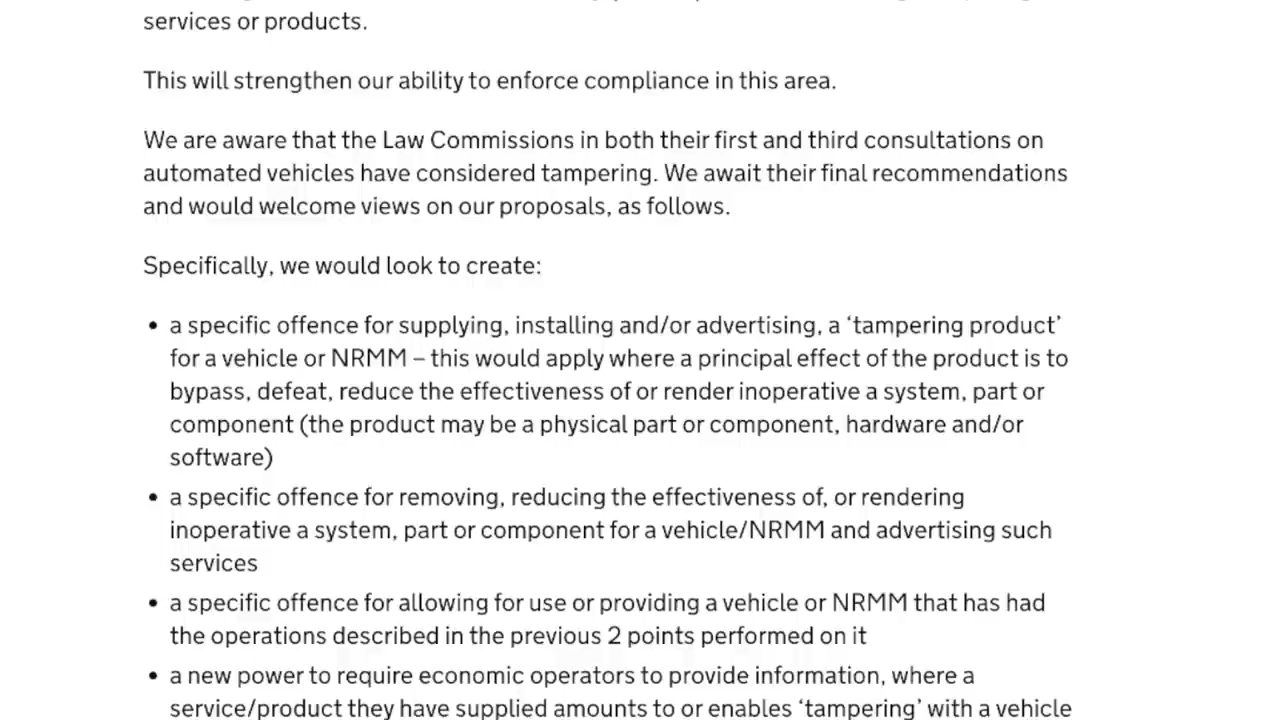 services or products.
This will strengthen our ability to enforce compliance in this area.
We are aware that the Law Commissions in both their first and third consultations on
automated vehicles have considered tampering. We await their final recommendations
and would welcome views on our proposals, as follows.
Specifically, we would look to create:
• a specific offence for supplying, installing and/or advertising, a ‘tampering product’
for a vehicle or NRMM – this would apply where a principal effect of the product is to
bypass, defeat, reduce the effectiveness of or render inoperative a system, part or
component (the product may be a physical part or component, hardware and/or
software)
• a specific offence for removing, reducing the effectiveness of, or rendering
inoperative a system, part or component for a vehicle/NRMM and advertising such
services
• a specific offence for allowing for use or providing a vehicle or NRMM that has had
the operations described in the previous 2 points performed on it
• a new power to require economic operators to provide information, where a
service/product they have supplied amounts to or enables ‘tampering’ with a vehicle